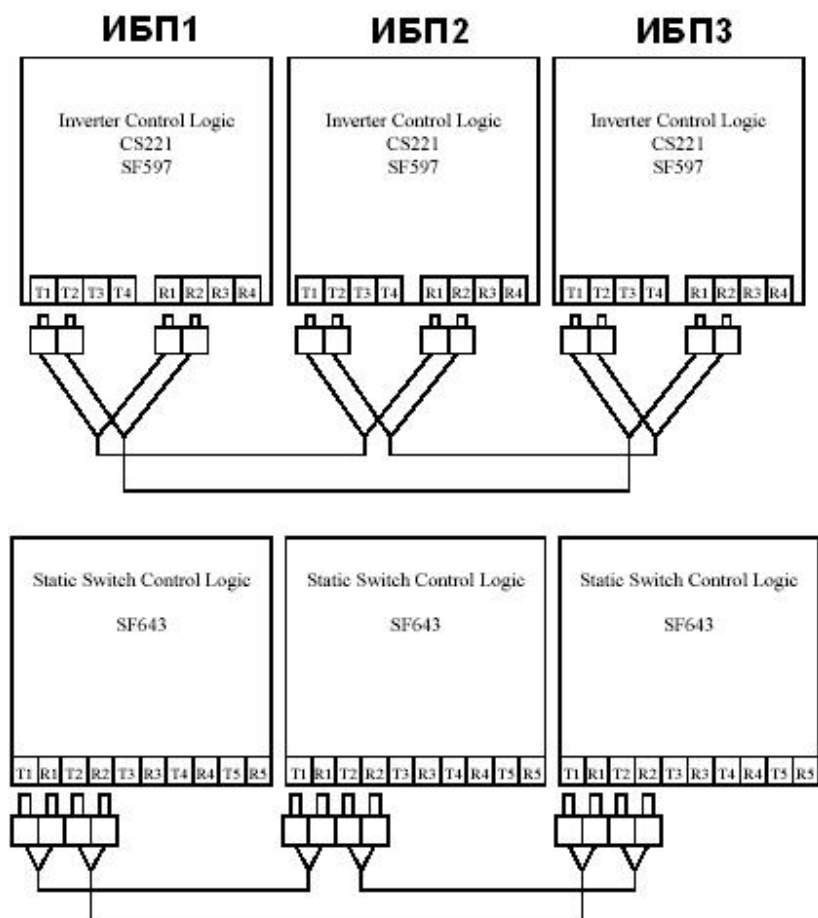 ИБП1 ИБП2 ИБП3
Inverter Control Logic Inverter Control Logic Inverter Control Logic
CS221 CS221 CS221
SF597 SF597 SF597
T1 T2 T3 T4 R1 R2 R3 R4 T1 T2 T3 T4 R1 R2 R3 R4 T1 T2 T3 T4 R1 R2 R3 R4
Static Switch Control Logic Static Switch Control Logic Static Switch Control Logic
SF643 SF643 SF643
T1 R1 T2 R2 T3 R3 T4 R4 T5 R5 T1 R1 T2 R2 T3 R3 T4 R4 T5 R5 T1 R1 T2 R2 T3 R3 T4 R4 T5 R5